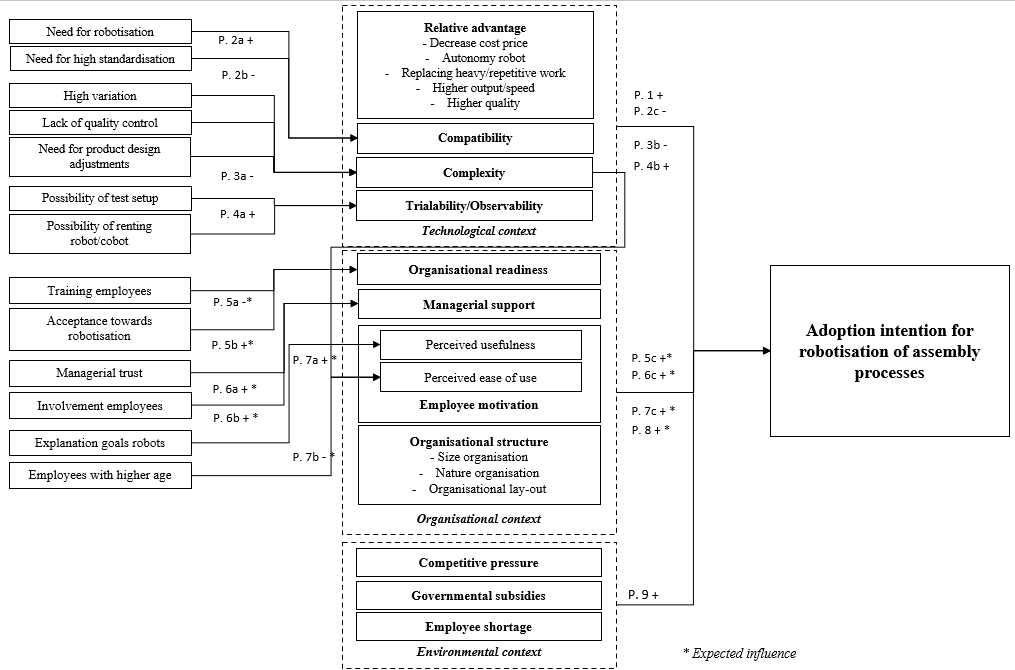 Need for robotisation
P. 2a +
Need for high standardisation
P. 2b -
High variation
Lack of quality control
Need for product design
adjustments
P. 3a -
Possibility of test setup
P. 4a +
Possibility of renting
robot/cobot
Training employees
P. 5a -*
Acceptance towards
robotisation
P. 5b +*
Managerial trust
P. 6a + *
Involvement employees
P. 6b + *
Explanation goals robots
Employees with higher age
P. 7a + *
P. 7b - *
Relative advantage
- Decrease cost price
- Autonomy robot
- Replacing heavy/repetitive work
- Higher output/speed
- Higher quality
Compatibility
Complexity
Trialability/Observability
Technological context
Organisational readiness
Managerial support
Perceived usefulness
Perceived ease of use
Employee motivation
Organisational structure
- Size organisation
- Nature organisation
- Organisational lay-out
Organisational context
Competitive pressure
Governmental subsidies
Employee shortage
Environmental context
P. 1 +
P. 2c -
P. 3b -
P. 4b +
P. 5c +*
P. 6c + *
P. 7c + *
P. 8 + *
P. 9 +
Adoption intention for
robotisation of assembly
processes
* Expected influence